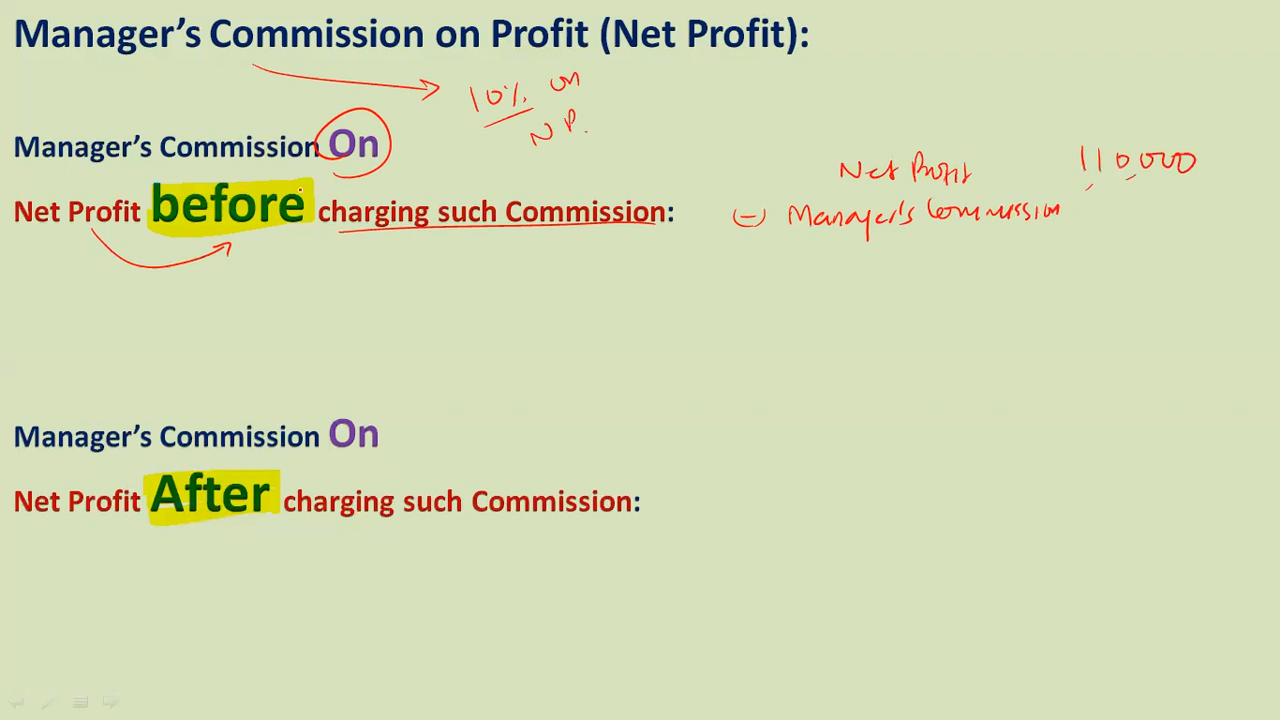 Manager's Commission on Profit (Net Profit):
10% on
N P.
Manager's Commission On
Net Profit 110,000
Net Profit before charging such Commission:
(-) Manager's Commission
Manager's Commission On
Net Profit After charging such Commission: